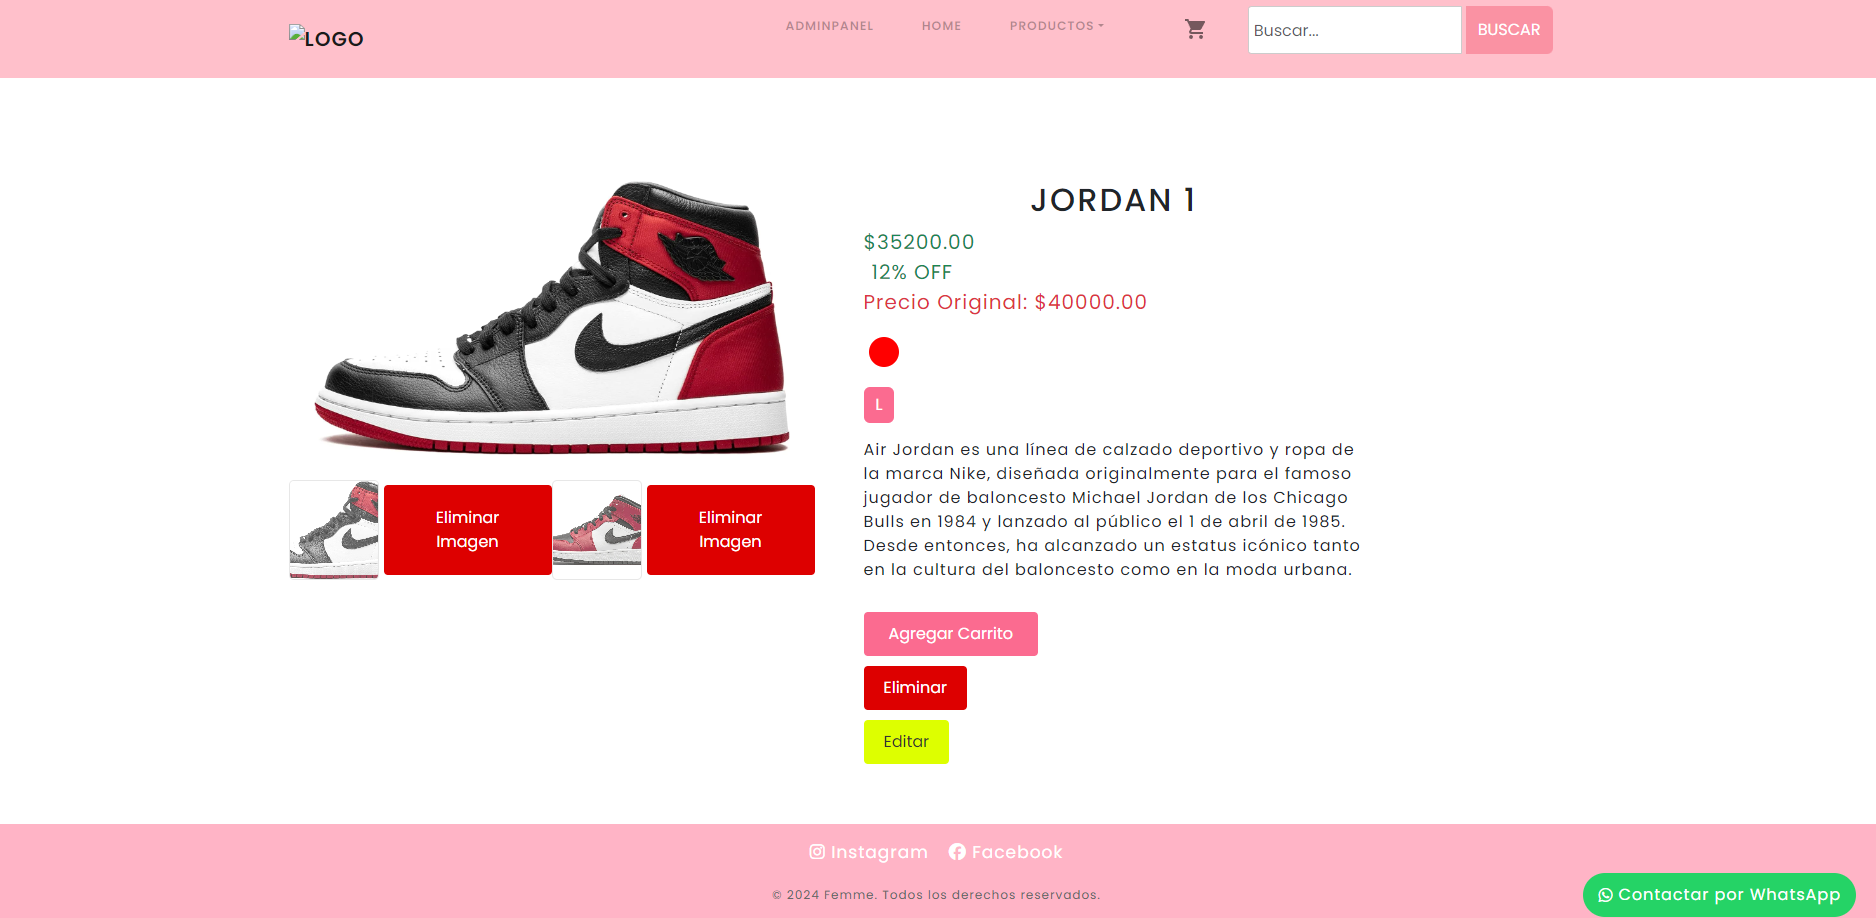 LOGO
ADMINPANEL HOME PRODUCTOS
Buscar...
BUSCAR
JORDAN 1
$35200.00
12% OFF
Precio Original: $40000.00
L
Air Jordan es una línea de calzado deportivo y ropa de
la marca Nike, diseñada originalmente para el famoso
jugador de baloncesto Michael Jordan de los Chicago
Bulls en 1984 y lanzado al público el 1 de abril de 1985.
Desde entonces, ha alcanzado un estatus icónico tanto
en la cultura del baloncesto como en la moda urbana.
Eliminar
Imagen
Eliminar
Imagen
Agregar Carrito
Eliminar
Editar
Instagram Facebook
© 2024 Femme. Todos los derechos reservados.
Contactar por WhatsApp